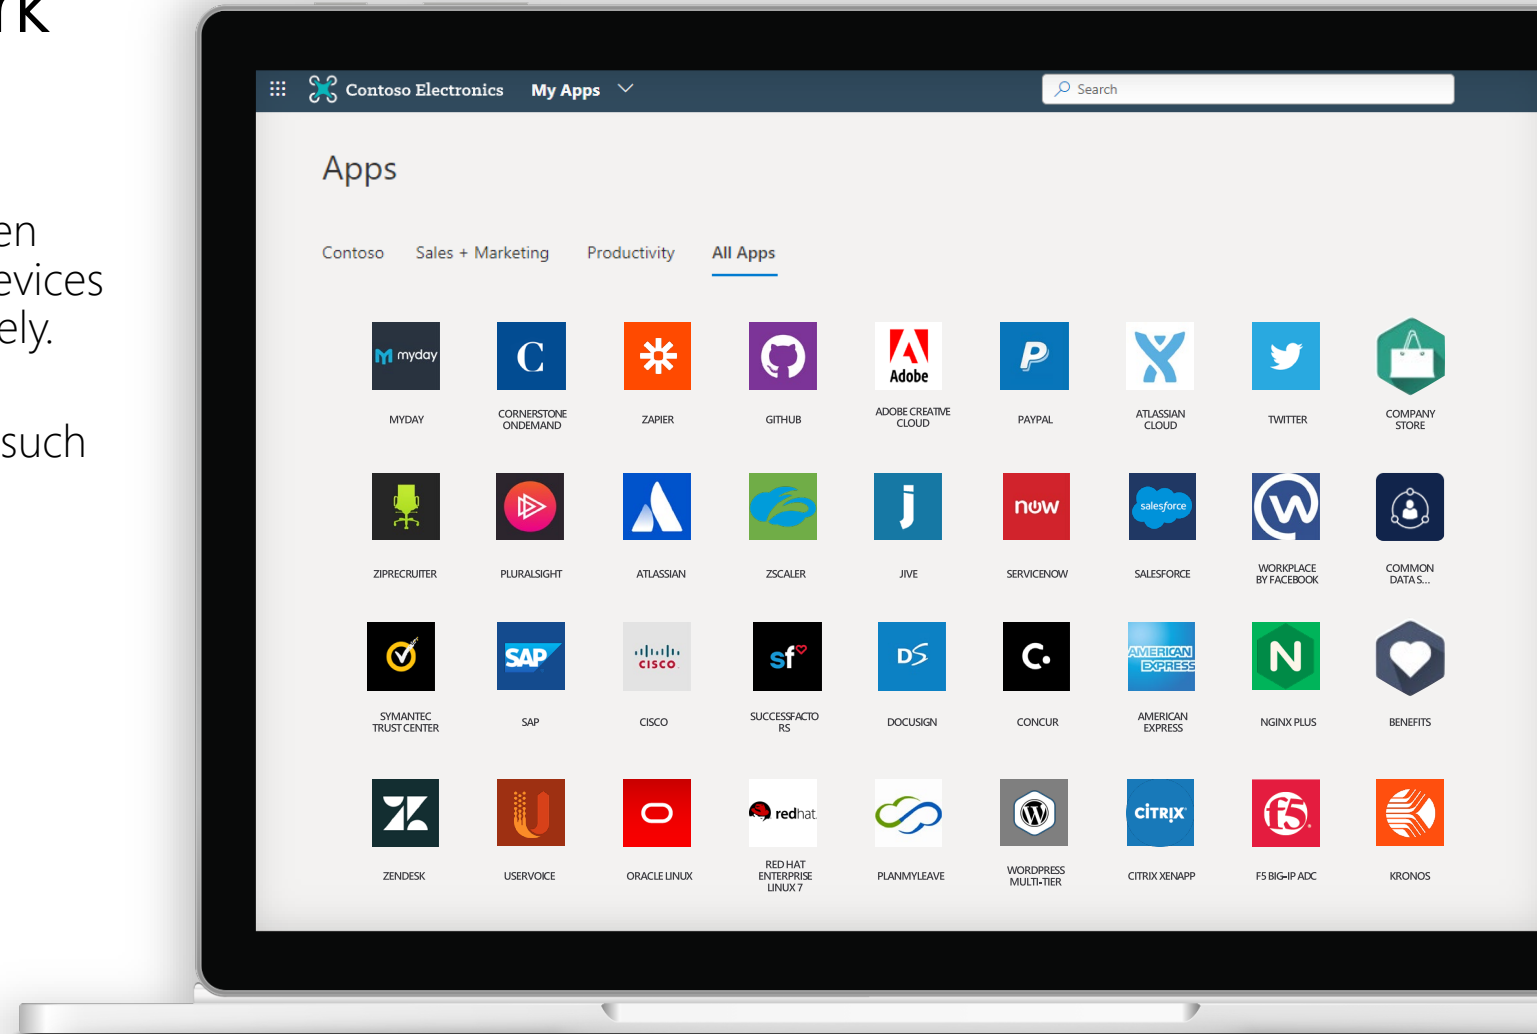 rk
en
evices
ely.
such
Contoso Electronics My Apps
Search
Apps
Contoso Sales + Marketing Productivity All Apps
myday
C
Adobe
P
MYDAY
CORNERSTONE
ONDEMAND
ZAPIER
GITHUB
ADOBE CREATIVE
CLOUD
PAYPAL
ATLASSIAN
CLOUD
TWITTER
COMPANY
STORE
j
now
salesforce
W
ZIPRECRUITER
PLURALSIGHT
ATLASSIAN
ZSCALER
JIVE
SERVICENOW
SALESFORCE
WORKPLACE
BY FACEBOOK
COMMON
DATA S...
SAP
CISCO
sf
DS
C.
AMERICAN
EXPRESS
N
SYMANTEC
TRUST CENTER
SAP
CISCO
SUCCESSFACTO
RS
DOCUSIGN
CONCUR
AMERICAN
EXPRESS
NGINX PLUS
BENEFITS
U
redhat.
W
CITRIX
f5
ZENDESK
USERVOICE
ORACLE LINUX
RED HAT
ENTERPRISE
LINUX 7
PLANMYLEAVE
WORDPRESS
MULTI-TIER
CITRIX XENAPP
F5 BIG-IP ADC
KRONOS